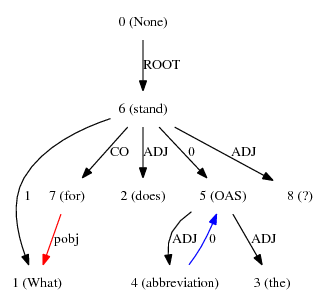 0 (None)
ROOT
6 (stand)
CO ADJ 0 ADJ
1 7 (for) 2 (does) 5 (OAS) 8 (?)
pobj ADJ 0 ADJ
1 (What) 4 (abbreviation) 3 (the)